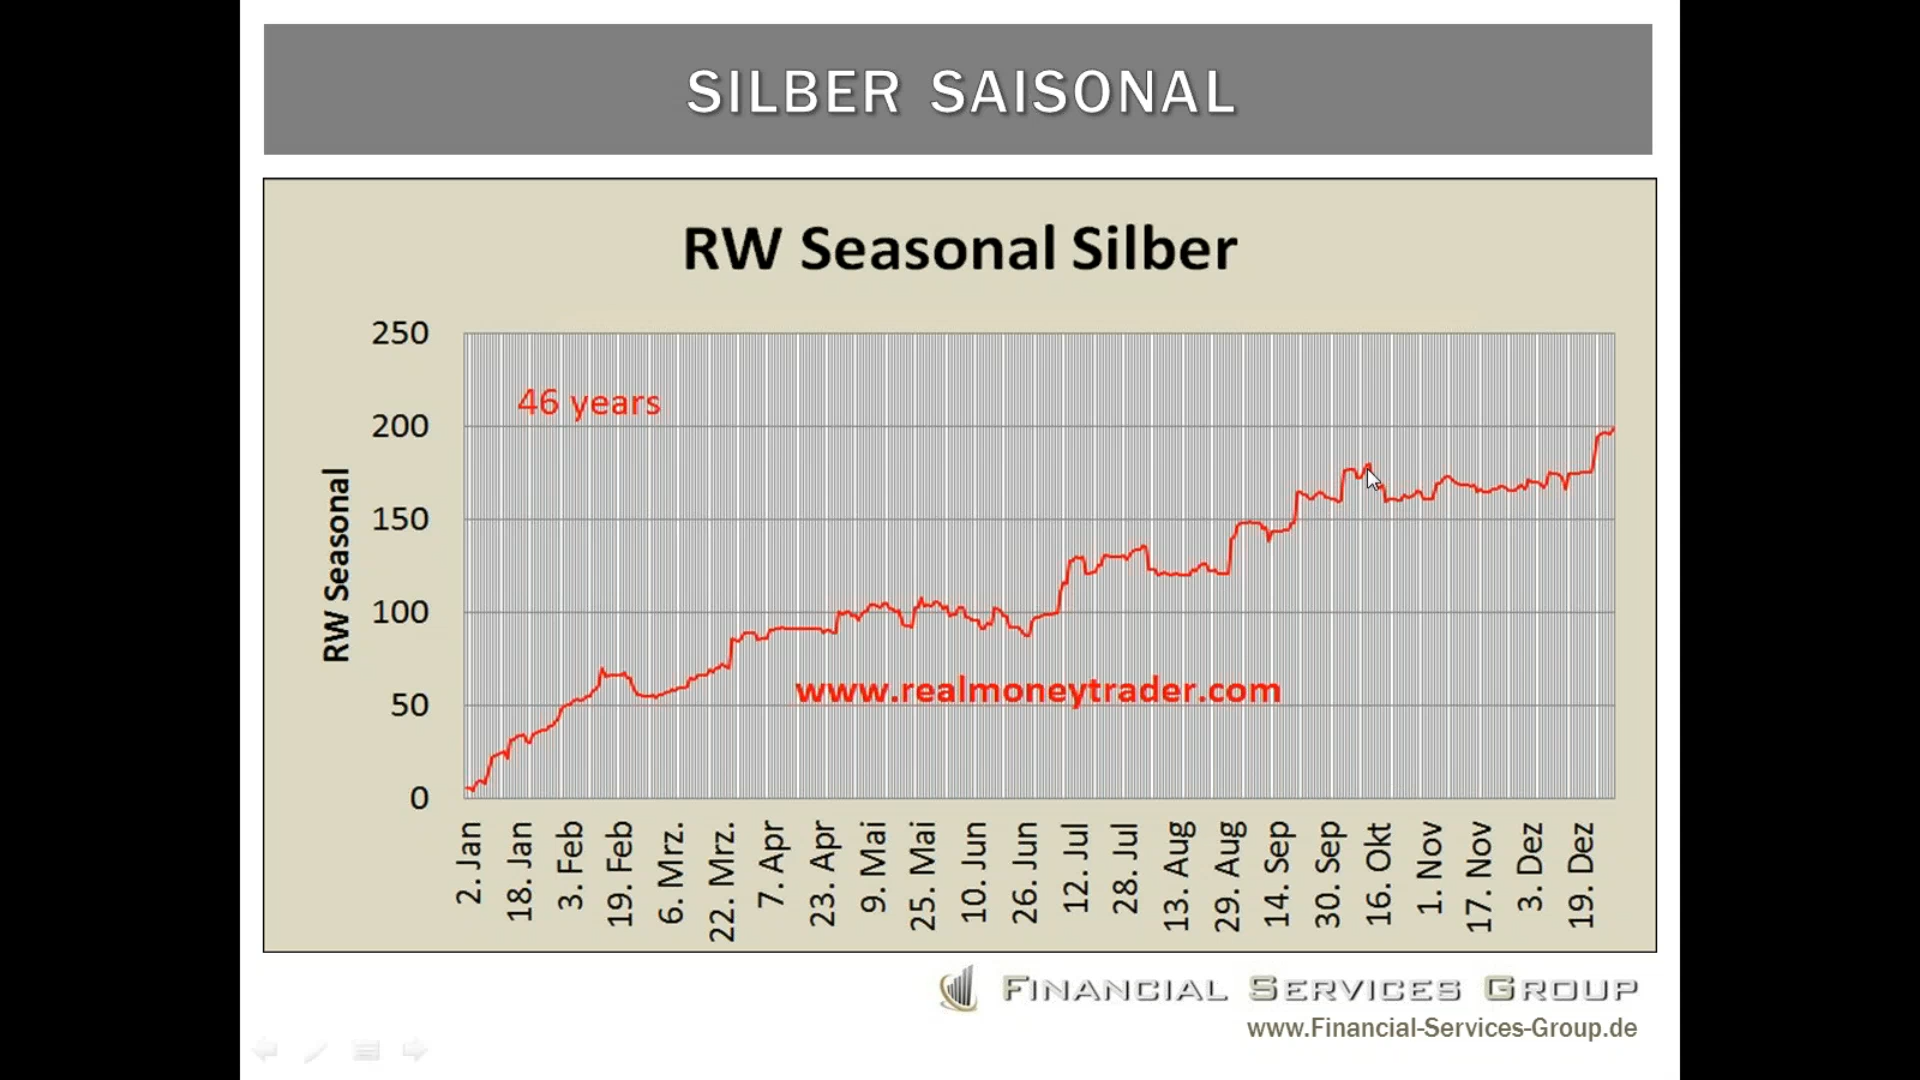 SILBER SAISONAL
RW Seasonal Silber
250
200
150
100
50
0
RW Seasonal
46 years
www.realmoneytrader.com
2. Jan
18. Jan
3. Feb
19. Feb
6. Mrz.
22. Mrz.
7. Apr
23. Apr
9. Mai
25. Mai
10. Jun
26. Jun
12. Jul
28. Jul
13. Aug
29. Aug
14. Sep
30. Sep
16. Okt
1. Nov
17. Nov
3. Dez
19. Dez
FINANCIAL SERVICES GROUP
www.Financial-Services-Group.de